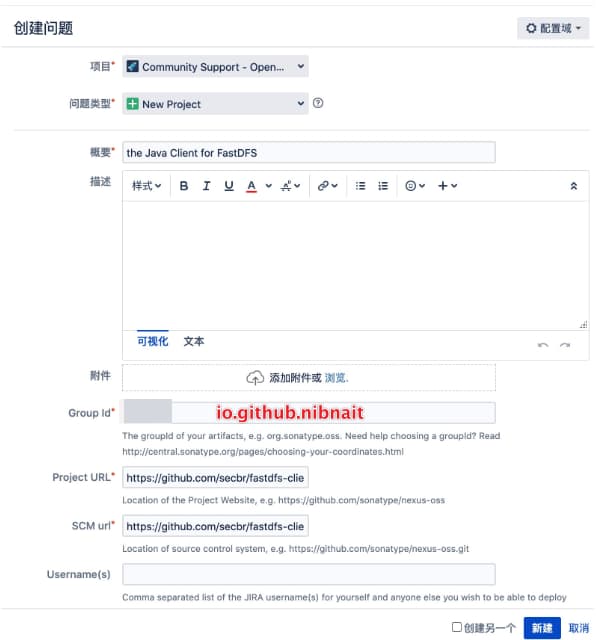 创建问题
配置域
项目* Community Support - Open...
问题类型* New Project
概要* the Java Client for FastDFS
描述 样式 B I U A
可视化 文本
附件 添加附件或 浏览.
Group Id* io.github.nibnait
The groupId of your artifacts, e.g. org.sonatype.oss. Need help choosing a groupId? Read
http://central.sonatype.org/pages/choosing-your-coordinates.html
Project URL* https://github.com/secbr/fastdfs-clie
Location of the Project Website, e.g. https://github.com/sonatype/nexus-oss
SCM url* https://github.com/secbr/fastdfs-clie
Location of source control system, e.g. https://github.com/sonatype/nexus-oss.git
Username(s)
Comma separated list of the JIRA username(s) for yourself and anyone else you wish to be able to deploy
创建另一个 新建 取消